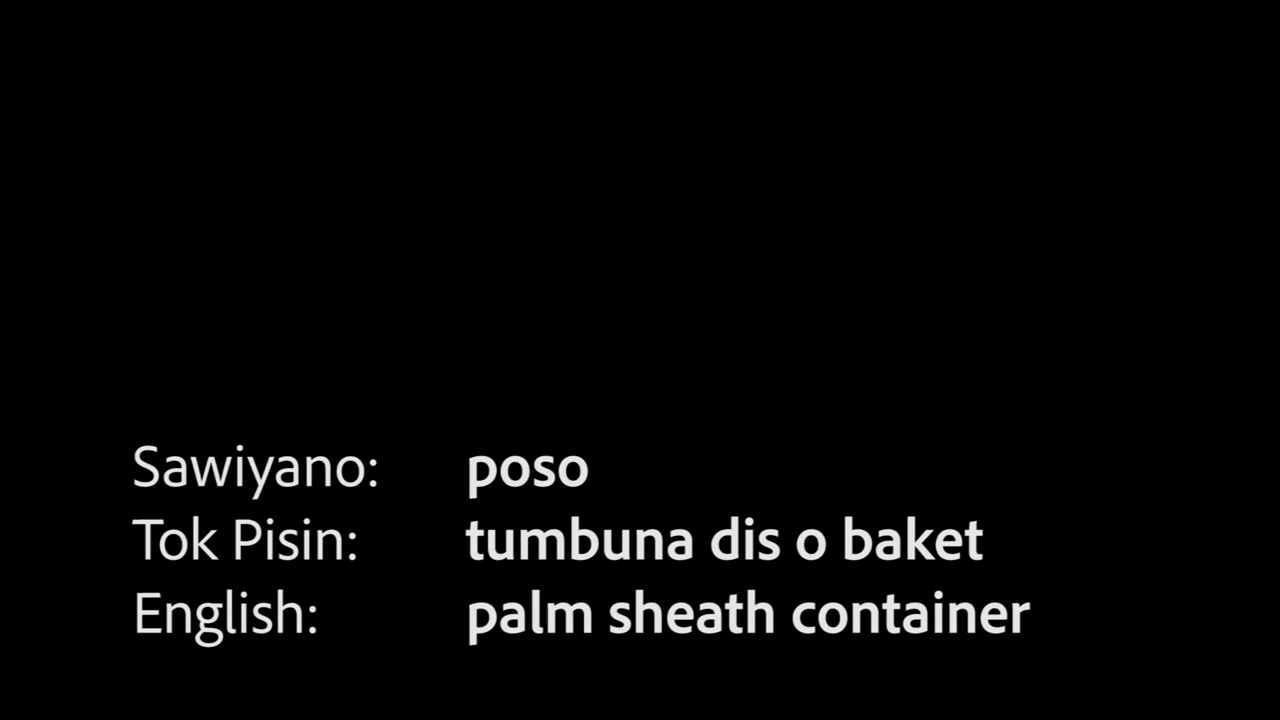 Sawiyano: poso
Tok Pisin: tumbuna dis o baket
English: palm sheath container